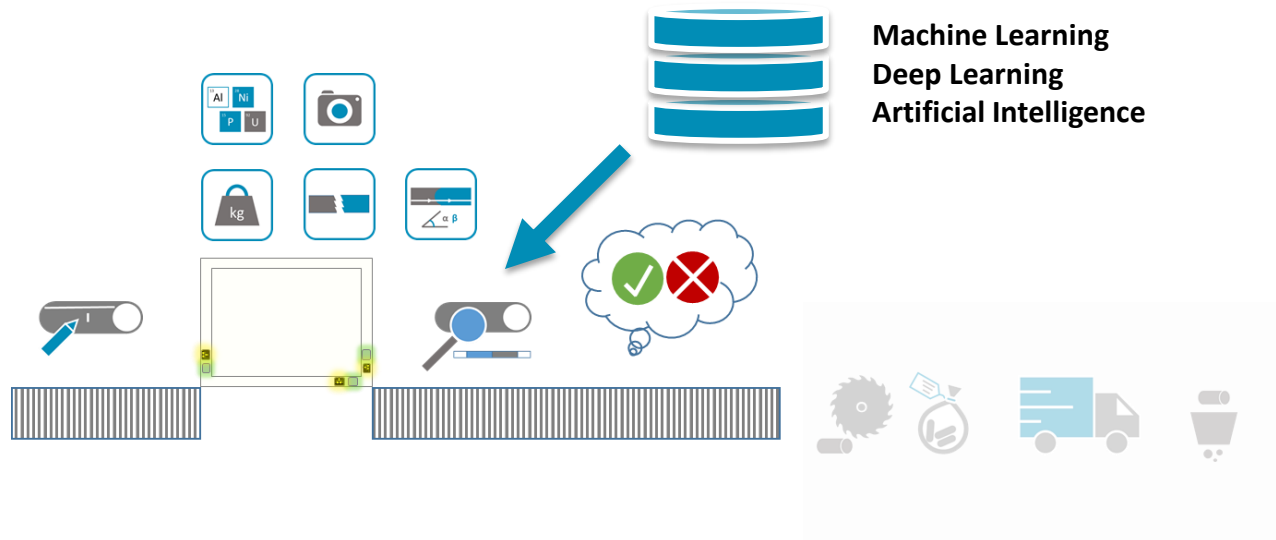 Machine Learning
Deep Learning
Artificial Intelligence
Al Ni
P U
kg
α β
I